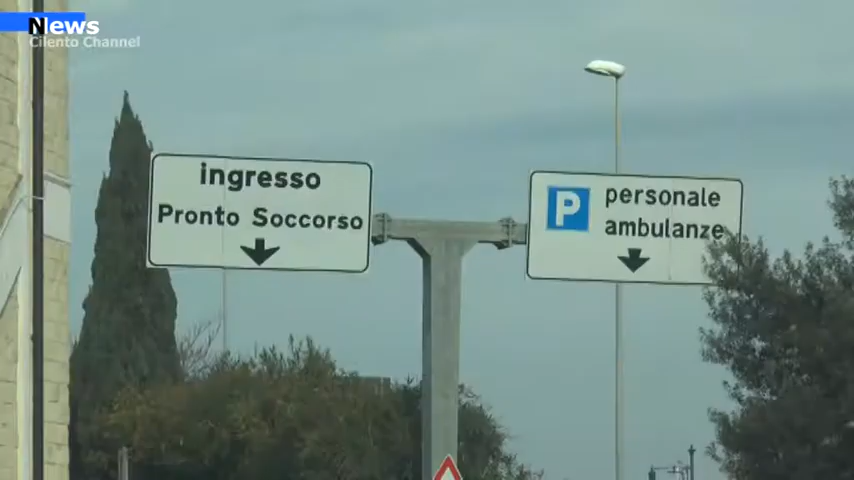 News
Cilento Channel
ingresso
Pronto Soccorso
P
personale
ambulanze